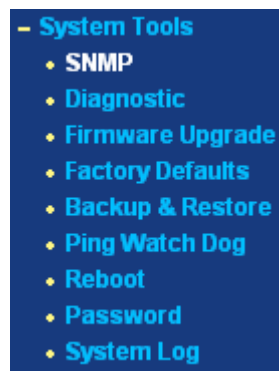 – System Tools
• SNMP
• Diagnostic
• Firmware Upgrade
• Factory Defaults
• Backup & Restore
• Ping Watch Dog
• Reboot
• Password
• System Log